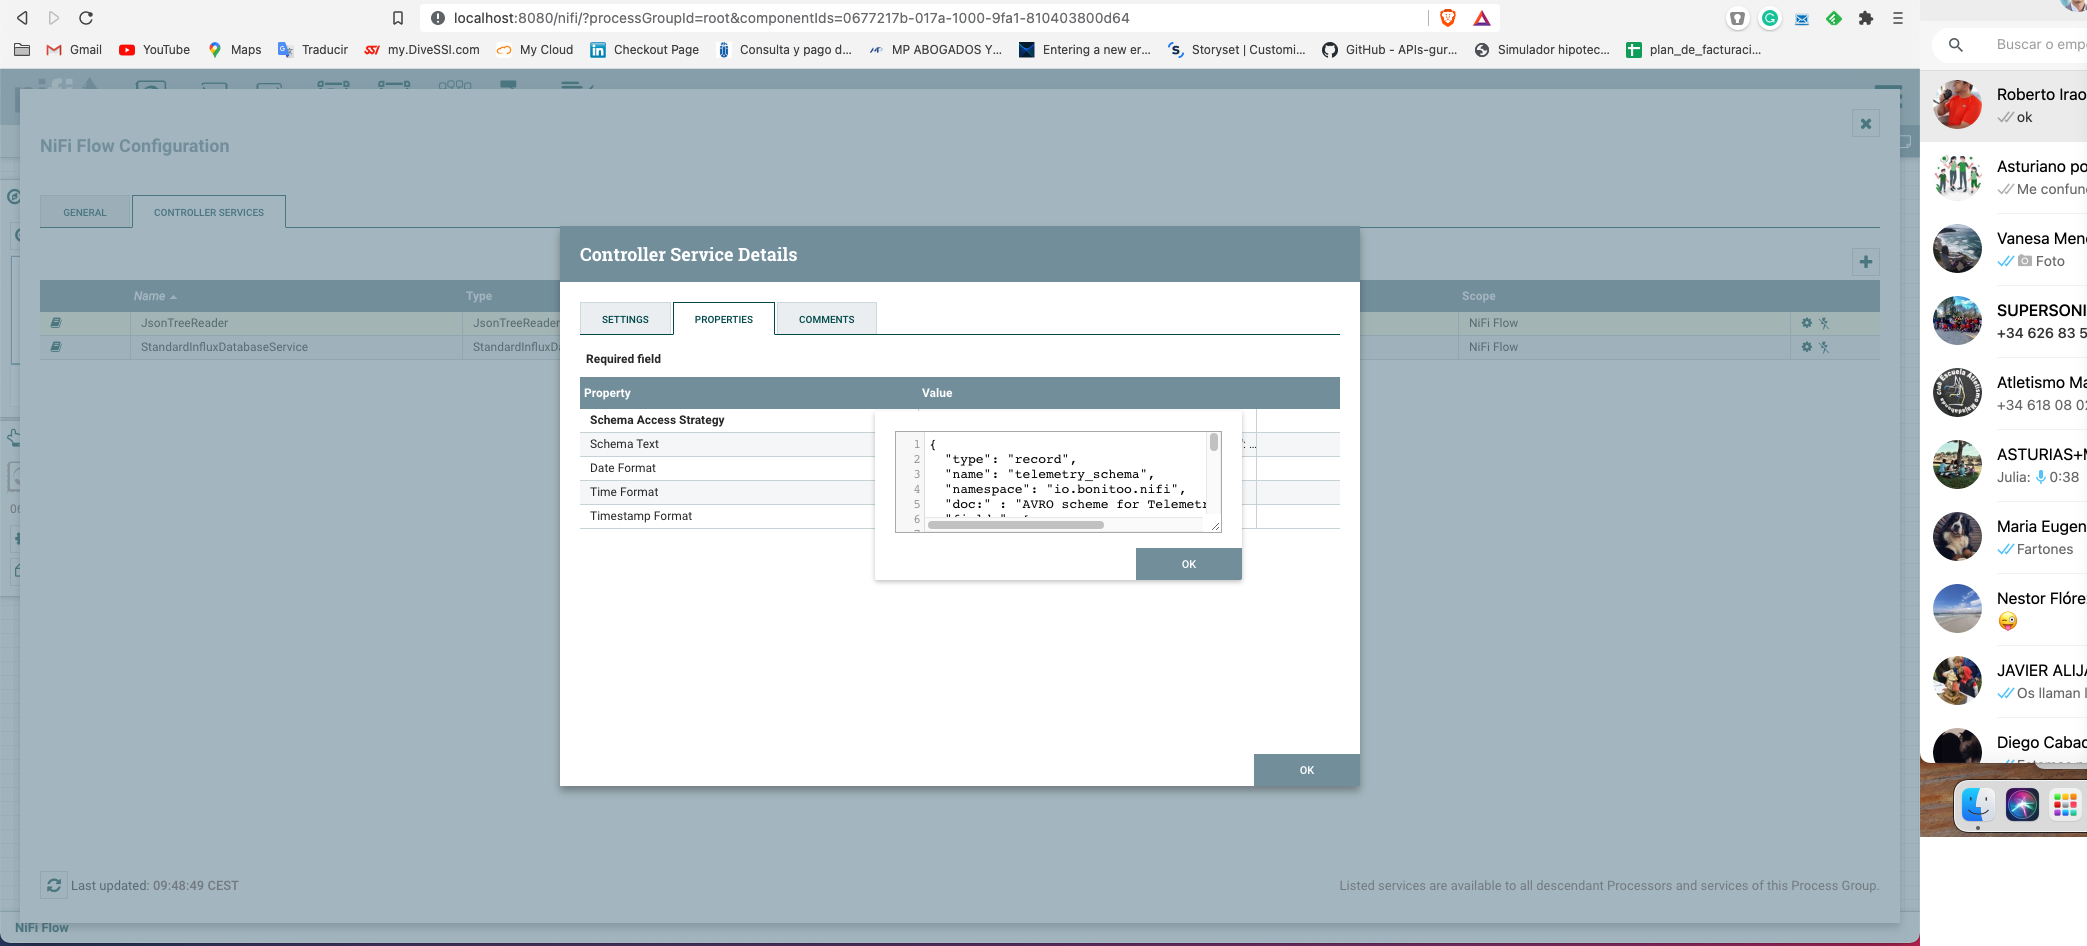 localhost:8080/nifi/?processGroupId=root&componentIds=0677217b-017a-1000-9fa1-810403800d64
Gmail YouTube Maps Traducir my.DiveSSI.com My Cloud Checkout Page Consulta y pago d... MP ABOGADOS Y... Entering a new er... Storyset | Customi... GitHub - APIs-gur... Simulador hipotec... plan_de_facturaci...
NiFi Flow Configuration
GENERAL CONTROLLER SERVICES
Name Type Scope
JsonTreeReader JsonTreeReader NiFi Flow
StandardInfluxDatabaseService StandardInfluxD NiFi Flow
Controller Service Details
SETTINGS PROPERTIES COMMENTS
Required field
Property Value
Schema Access Strategy
Schema Text
Date Format
Time Format
Timestamp Format
1 {
2 "type": "record",
3 "name": "telemetry_schema",
4 "namespace": "io.bonitoo.nifi",
5 "doc:" : "AVRO scheme for Telemetr
6
OK
OK
Last updated: 09:48:49 CEST
Listed services are available to all descendant Processors and services of this Process Group.
NiFi Flow
Buscar o emp
Roberto Irao
ok
Asturiano po
Me confun
Vanesa Men
Foto
SUPERSONI
+34 626 83 5
Atletismo Ma
+34 618 08 02
ASTURIAS+M
Julia: 0:38
Maria Eugen
Fartones
Nestor Flóre
JAVIER ALIJA
Os llaman l
Diego Cabac